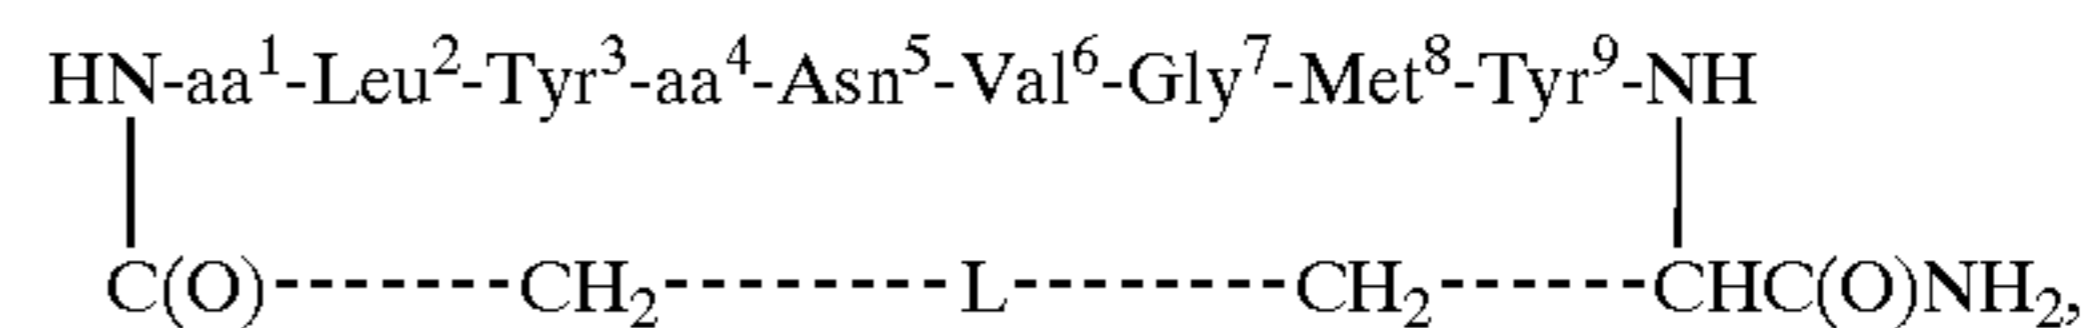 HN-aa¹-Leu²-Tyr³-aa⁴-Asn⁵-Val⁶-Gly⁷-Met⁸-Tyr⁹-NH
C(O)-------CH₂--------L--------CH₂------CHC(O)NH₂,